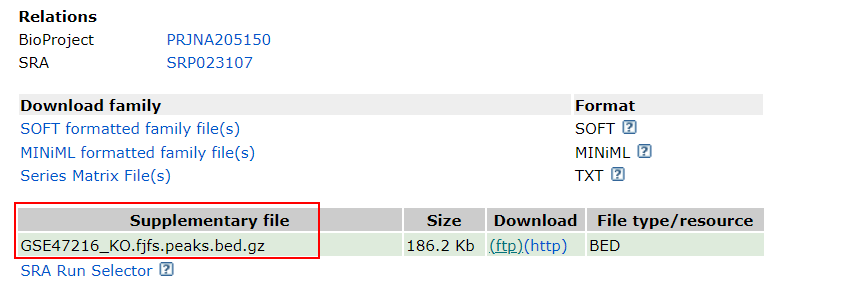 Relations
BioProject PRJNA205150
SRA SRP023107
Download family Format
SOFT formatted family file(s) SOFT ?
MINiML formatted family file(s) MINiML ?
Series Matrix File(s) TXT ?
Supplementary file Size Download File type/resource
GSE47216_KO.fjfs.peaks.bed.gz 186.2 Kb (ftp)(http) BED
SRA Run Selector ?